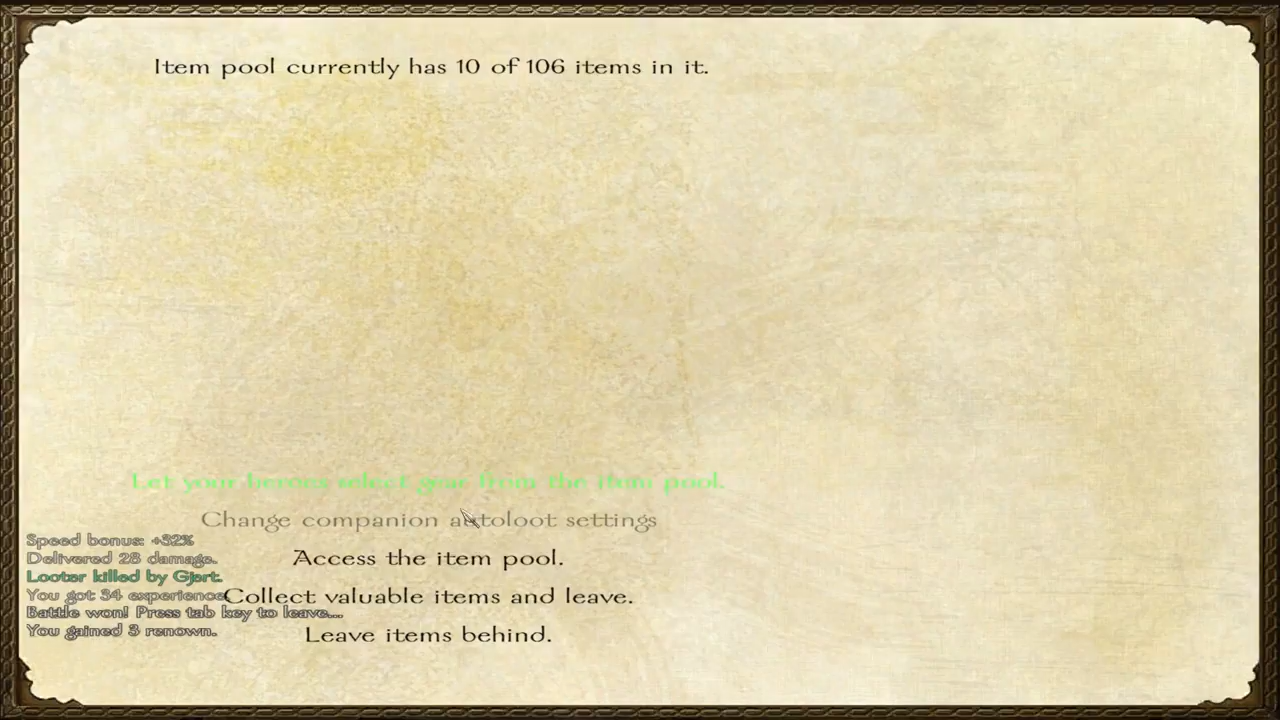 Item pool currently has 10 of 106 items in it.
Let your heroes select gear from the item pool.
Change companion autoloot settings
Speed bonus: +32%
Delivered 28 damage.
Access the item pool.
Looter killed by Gjert.
You got 34 experience
Collect valuable items and leave.
Battle won! Press tab key to leave...
You gained 3 renown.
Leave items behind.